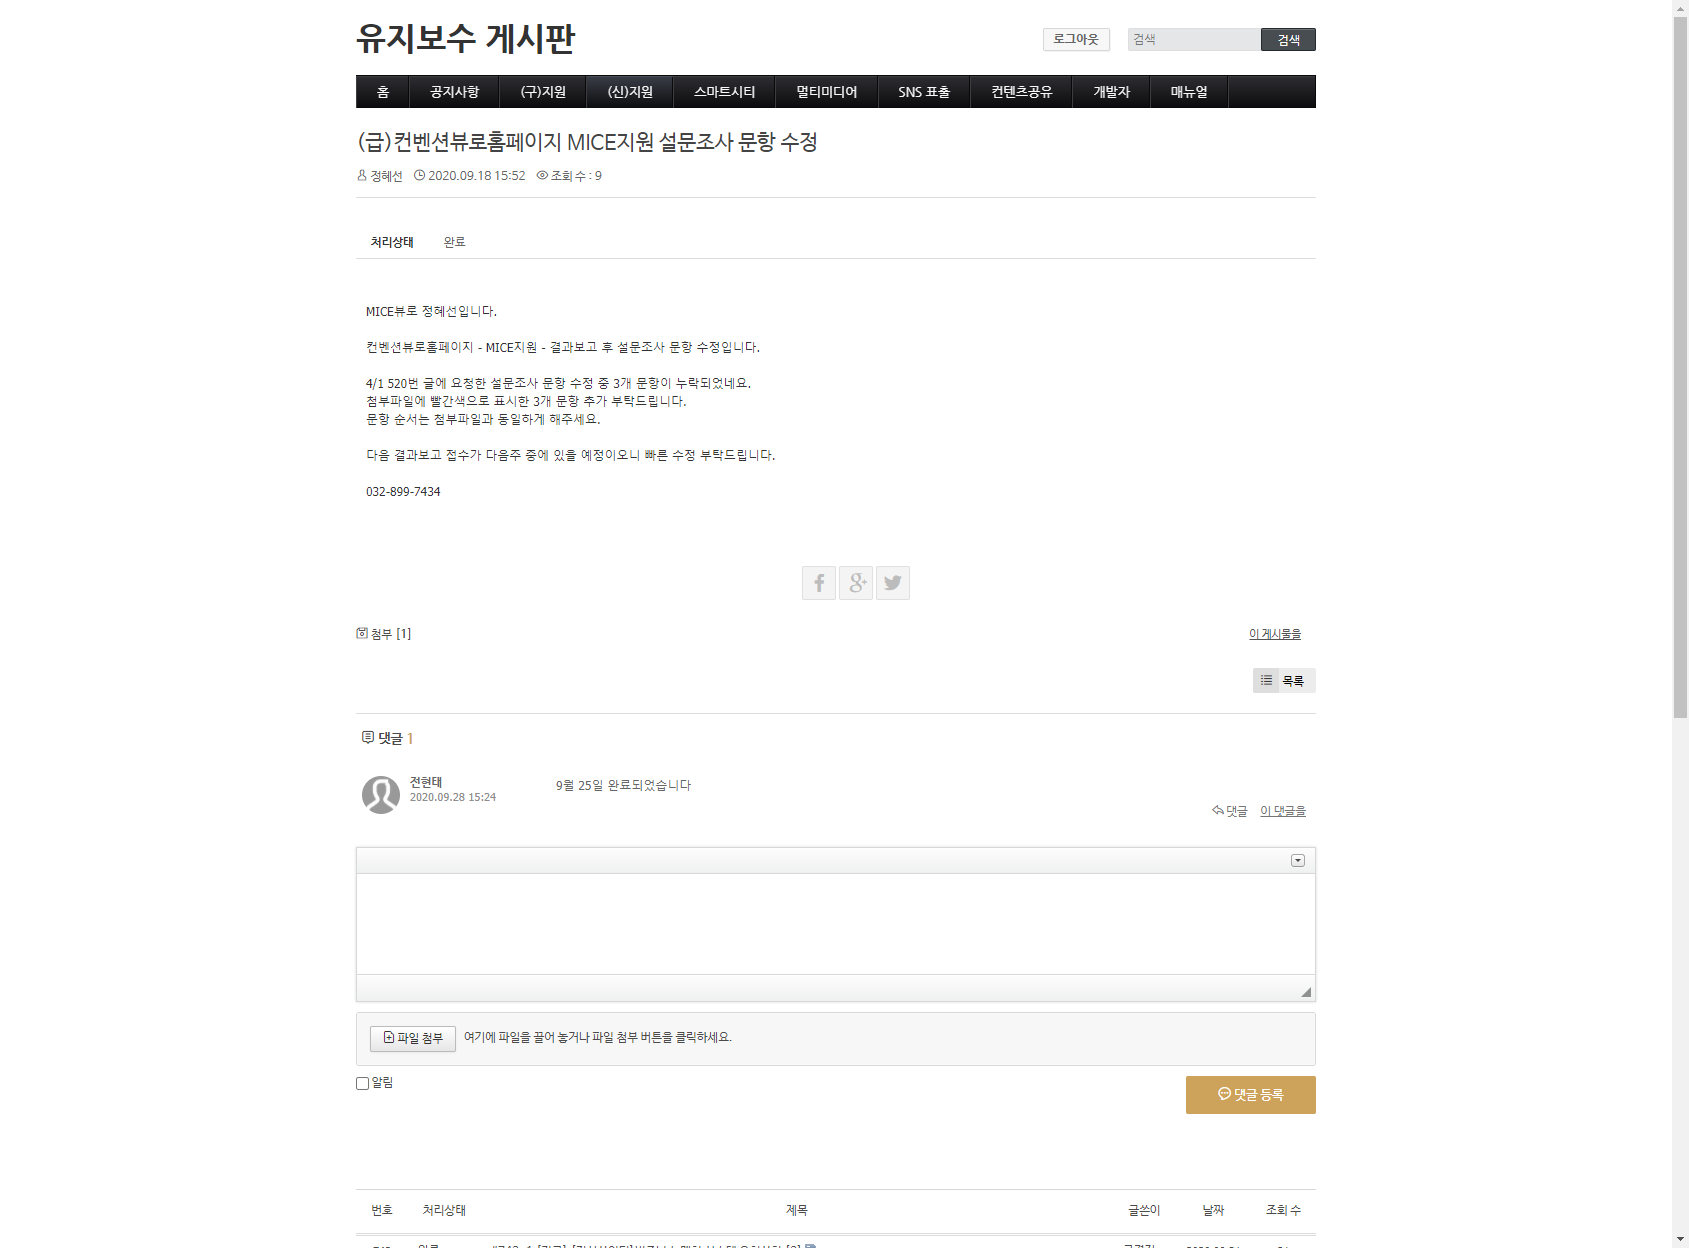 유지보수 게시판
로그아웃
검색
검색
홈 공지사항 (구)지원 (신)지원 스마트시티 멀티미디어 SNS 표출 컨텐츠공유 개발자 매뉴얼
(급)컨벤션뷰로홈페이지 MICE지원 설문조사 문항 수정
정혜선 2020.09.18 15:52 조회 수 : 9
처리상태 완료
MICE뷰로 정혜선입니다.
컨벤션뷰로홈페이지 - MICE지원 - 결과보고 후 설문조사 문항 수정입니다.
4/1 520번 글에 요청한 설문조사 문항 수정 중 3개 문항이 누락되었네요.
첨부파일에 빨간색으로 표시한 3개 문항 추가 부탁드립니다.
문항 순서는 첨부파일과 동일하게 해주세요.
다음 결과보고 접수가 다음주 중에 있을 예정이오니 빠른 수정 부탁드립니다.
032-899-7434
첨부 [1]
이 게시물을
목록
댓글 1
전현태
2020.09.28 15:24
9월 25일 완료되었습니다
댓글 이 댓글을
파일 첨부 여기에 파일을 끌어 놓거나 파일 첨부 버튼을 클릭하세요.
알림
댓글 등록
번호 처리상태 제목 글쓴이 날짜 조회 수